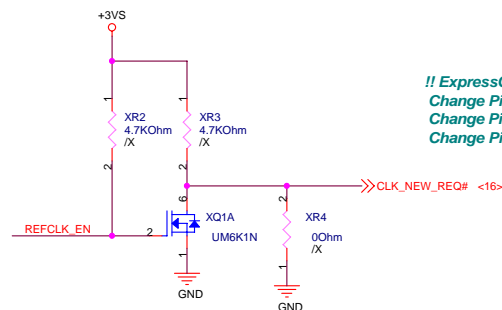 +3VS
!! ExpressC
Change Pi
Change Pi
Change Pi
1
1
XR2
4.7KOhm
/X
XR3
4.7KOhm
/X
2
2
CLK_NEW_REQ# <16>
6
2
XQ1A
XR4
REFCLK_EN
2
UM6K1N
0Ohm
/X
1
1
GND
GND